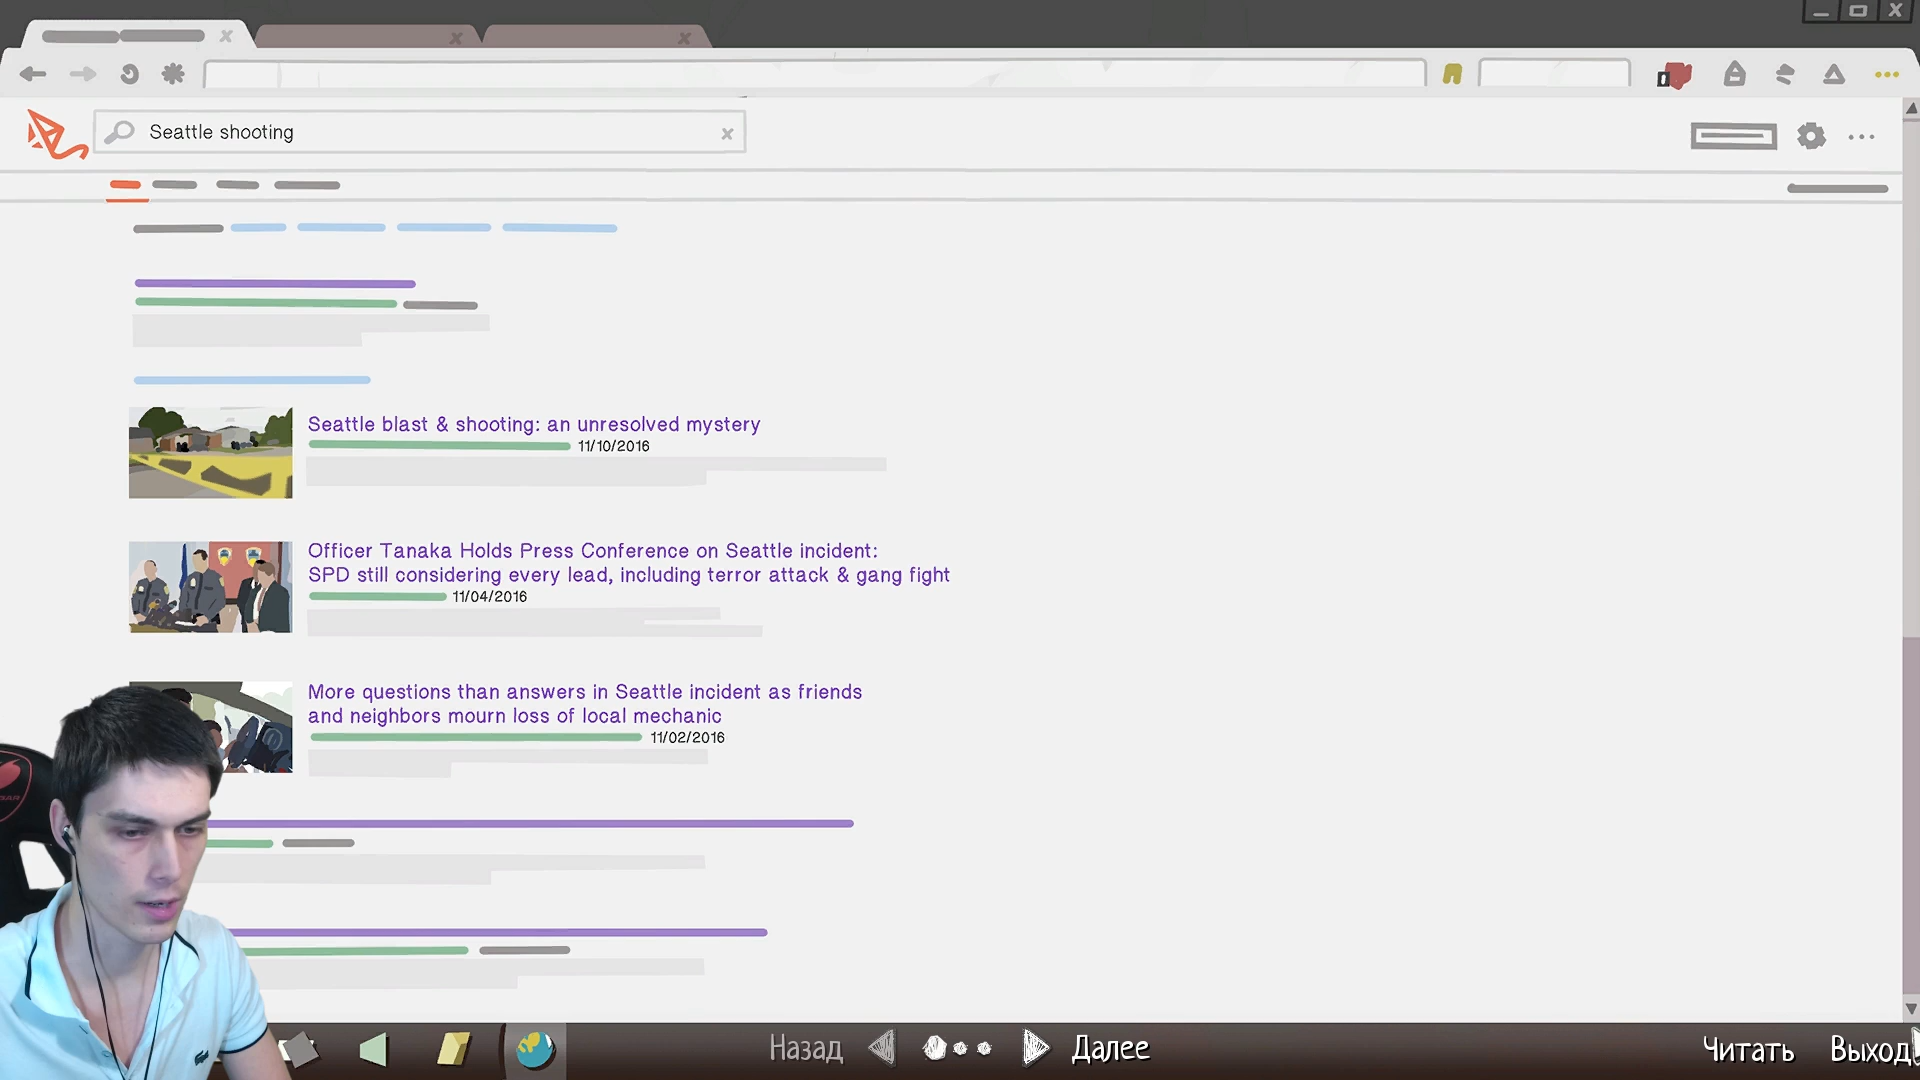 Seattle shooting
Seattle blast & shooting: an unresolved mystery
11/10/2016
Officer Tanaka Holds Press Conference on Seattle incident:
SPD still considering every lead, including terror attack & gang fight
11/04/2016
More questions than answers in Seattle incident as friends
and neighbors mourn loss of local mechanic
11/02/2016
Назад
Далее
Читать
Выход